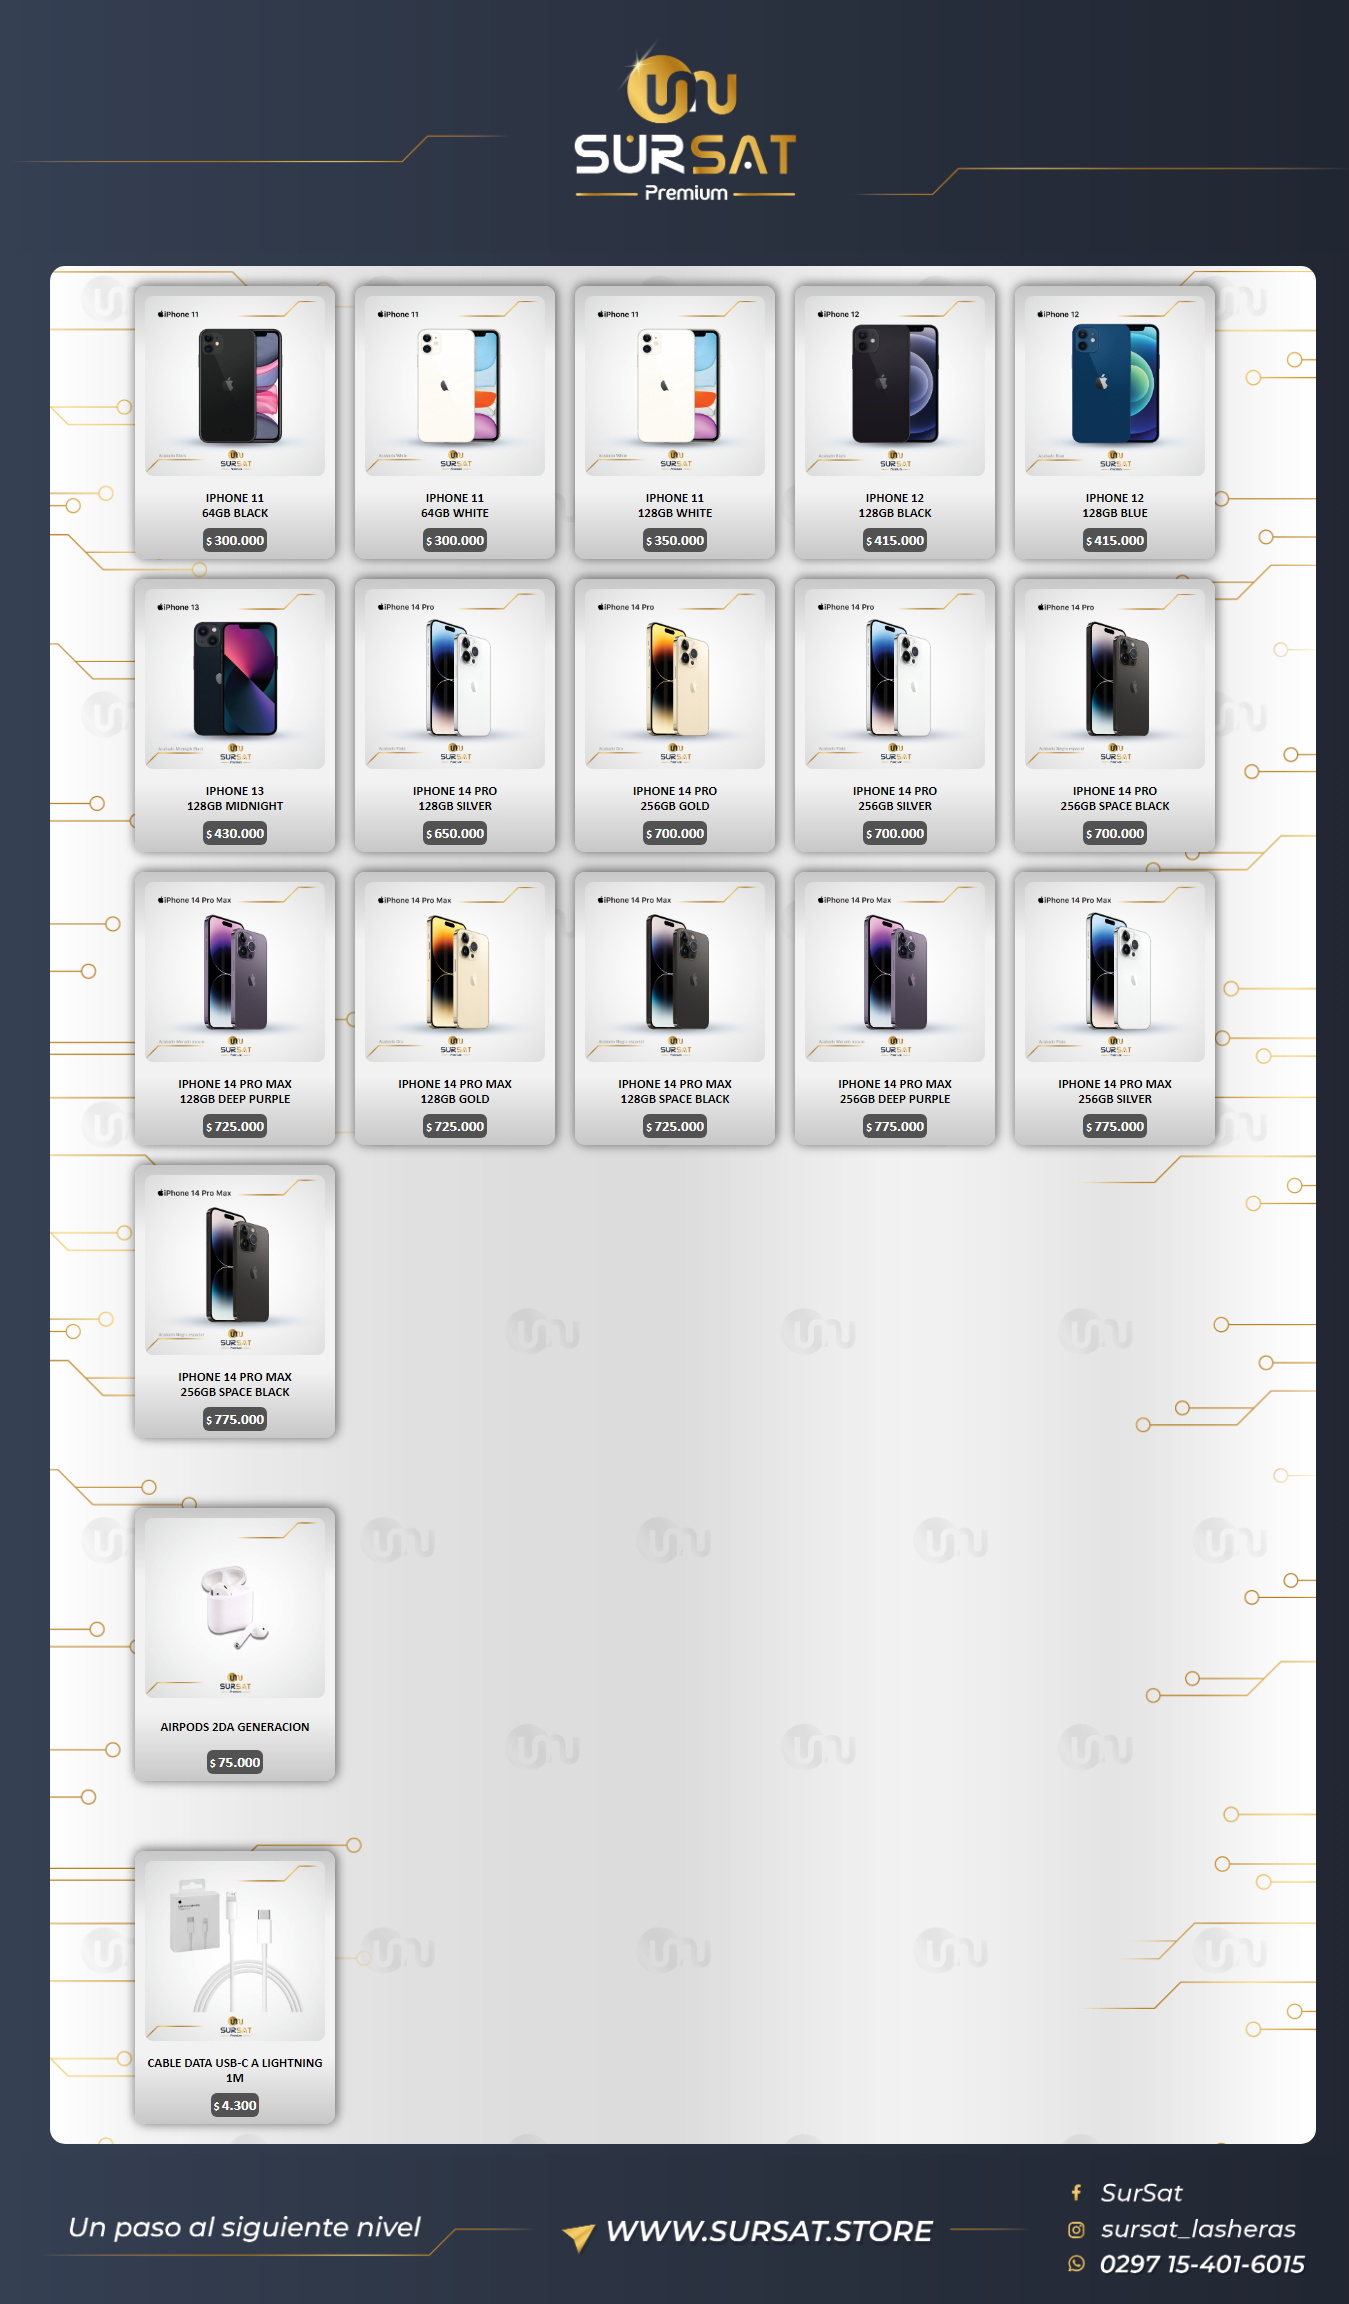 SURSAT
Premium
iPhone 11
iPhone 11
iPhone 11
iPhone 12
iPhone 12
SURSAT
SURSAT
SURSAT
SURSAT
SURSAT
IPHONE 11
64GB BLACK
$ 300.000
IPHONE 11
64GB WHITE
$ 300.000
IPHONE 11
128GB WHITE
$ 350.000
IPHONE 12
128GB BLACK
$ 415.000
IPHONE 12
128GB BLUE
$ 415.000
iPhone 13
iPhone 14 Pro
iPhone 14 Pro
iPhone 14 Pro
iPhone 14 Pro
SURSAT
SURSAT
SURSAT
SURSAT
SURSAT
IPHONE 13
128GB MIDNIGHT
$ 430.000
IPHONE 14 PRO
128GB SILVER
$ 650.000
IPHONE 14 PRO
256GB GOLD
$ 700.000
IPHONE 14 PRO
256GB SILVER
$ 700.000
IPHONE 14 PRO
256GB SPACE BLACK
$ 700.000
iPhone 14 Pro Max
iPhone 14 Pro Max
iPhone 14 Pro Max
iPhone 14 Pro Max
iPhone 14 Pro Max
SURSAT
SURSAT
SURSAT
SURSAT
SURSAT
IPHONE 14 PRO MAX
128GB DEEP PURPLE
$ 725.000
IPHONE 14 PRO MAX
128GB GOLD
$ 725.000
IPHONE 14 PRO MAX
128GB SPACE BLACK
$ 725.000
IPHONE 14 PRO MAX
256GB DEEP PURPLE
$ 775.000
IPHONE 14 PRO MAX
256GB SILVER
$ 775.000
iPhone 14 Pro Max
SURSAT
IPHONE 14 PRO MAX
256GB SPACE BLACK
$ 775.000
SURSAT
AIRPODS 2DA GENERACION
$ 75.000
SURSAT
CABLE DATA USB-C A LIGHTNING
1M
$ 4.300
Un paso al siguiente nivel
WWW.SURSAT.STORE
SurSat
sursat_lasheras
0297 15-401-6015